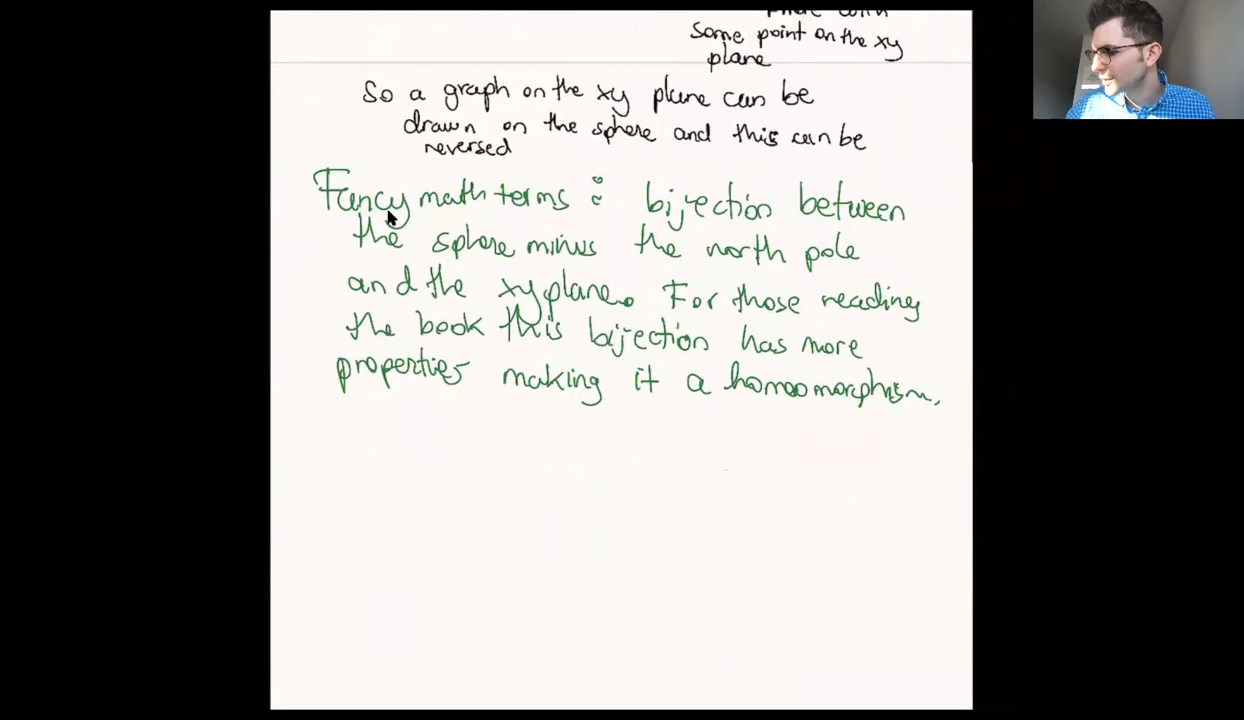 some point on the xy
plane
So a graph on the xy plane can be
drawn on the sphere and this can be
reversed
Fancy math terms : bijection between
the sphere minus the north pole
and the xy plane. For those reading
the book this bijection has more
properties making it a homeomorphism.